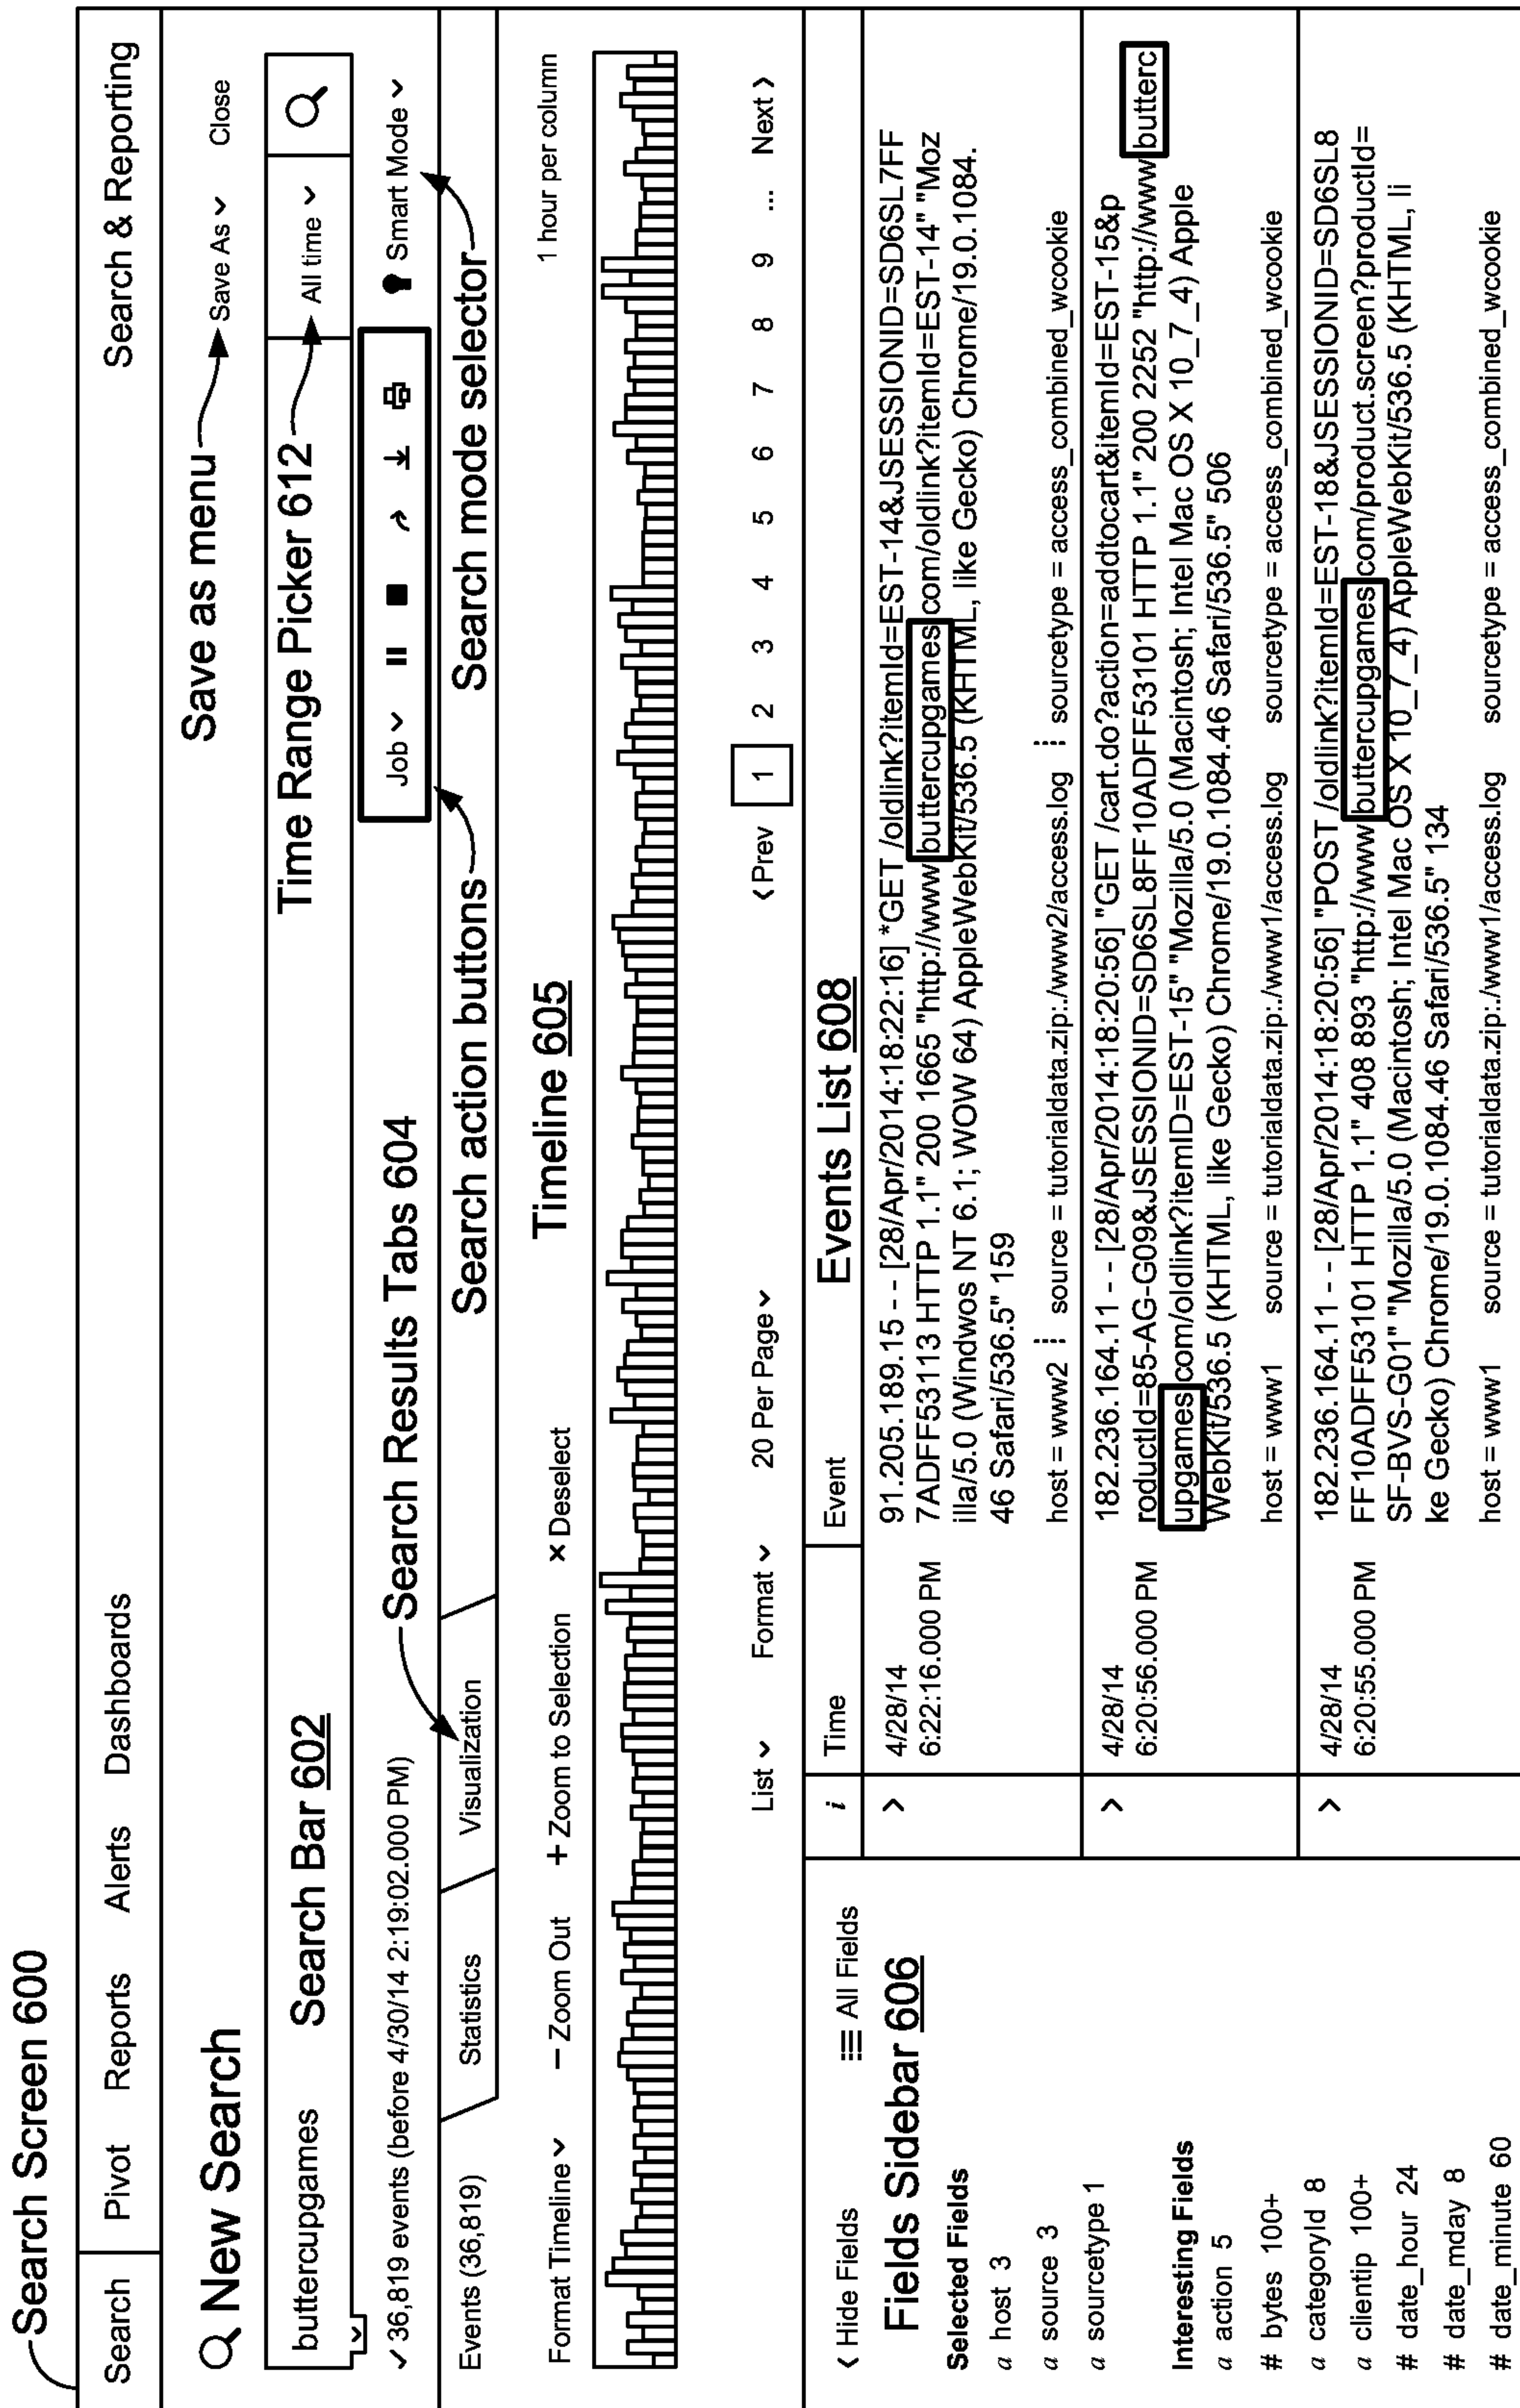 Search Screen 600
Search Pivot Reports Alerts Dashboards Search & Reporting
New Search
Save as menu
Save As Close
buttercupgames Search Bar 602 Time Range Picker 612 All time
✓ 36,819 events (before 4/30/14 2:19:02.000 PM) Search Results Tabs 604 Job Smart Mode
Events (36,819) Statistics Visualization Search action buttons Search mode selector
Format Timeline − Zoom Out + Zoom to Selection × Deselect Timeline 605 1 hour per column
List Format 20 Per Page < Prev 1 2 3 4 5 6 7 8 9 ... Next >
< Hide Fields All Fields
Fields Sidebar 606
Selected Fields
a host 3
a source 3
a sourcetype 1
Interesting Fields
a action 5
# bytes 100+
a categoryId 8
a clientip 100+
# date_hour 24
# date_mday 8
# date_minute 60
i Time Event Events List 608
> 4/28/14
6:22:16.000 PM
91.205.189.15 - - [28/Apr/2014:18:22:16] *GET /oldlink?itemId=EST-14&JSESSIONID=SD6SL7FF
7ADFF53113 HTTP 1.1" 200 1665 "http://www buttercupgames com/oldlink?itemId=EST-14" "Moz
illa/5.0 (Windwos NT 6.1; WOW 64) AppleWebKit/536.5 (KHTML, like Gecko) Chrome/19.0.1084.
46 Safari/536.5" 159
host = www2 ⁝ source = tutorialdata.zip:./www2/access.log ⁝ sourcetype = access_combined_wcookie
> 4/28/14
6:20:56.000 PM
182.236.164.11 - - [28/Apr/2014:18:20:56] "GET /cart.do?action=addtocart&itemId=EST-15&p
roductId=85-AG-G09&JSESSIONID=SD6SL8FF10ADFF53101 HTTP 1.1" 200 2252 "http://www butterc
upgames com/oldlink?itemID=EST-15" "Mozilla/5.0 (Macintosh; Intel Mac OS X 10_7_4) Apple
WebKit/536.5 (KHTML, like Gecko) Chrome/19.0.1084.46 Safari/536.5" 506
host = www1 source = tutorialdata.zip:./www1/access.log sourcetype = access_combined_wcookie
> 4/28/14
6:20:55.000 PM
182.236.164.11 - - [28/Apr/2014:18:20:56] "POST /oldlink?itemId=EST-18&JSESSIONID=SD6SL8
FF10ADFF53101 HTTP 1.1" 408 893 "http://www buttercupgames com/product.screen?productId=
SF-BVS-G01" "Mozilla/5.0 (Macintosh; Intel Mac OS X 10_7_4) AppleWebKit/536.5 (KHTML, li
ke Gecko) Chrome/19.0.1084.46 Safari/536.5" 134
host = www1 source = tutorialdata.zip:./www1/access.log sourcetype = access_combined_wcookie